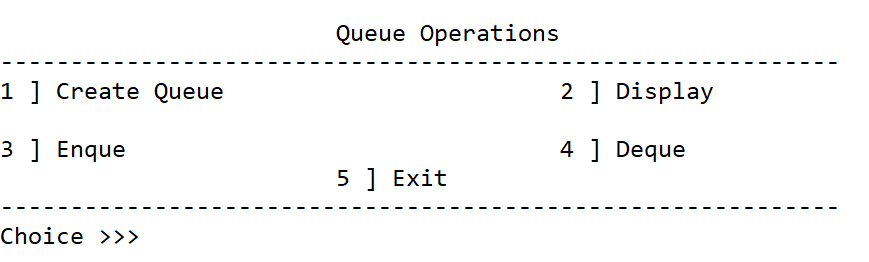 Queue Operations
------------------------------------------------------------
1 ] Create Queue                        2 ] Display
3 ] Enque                               4 ] Deque
5 ] Exit
------------------------------------------------------------
Choice >>>